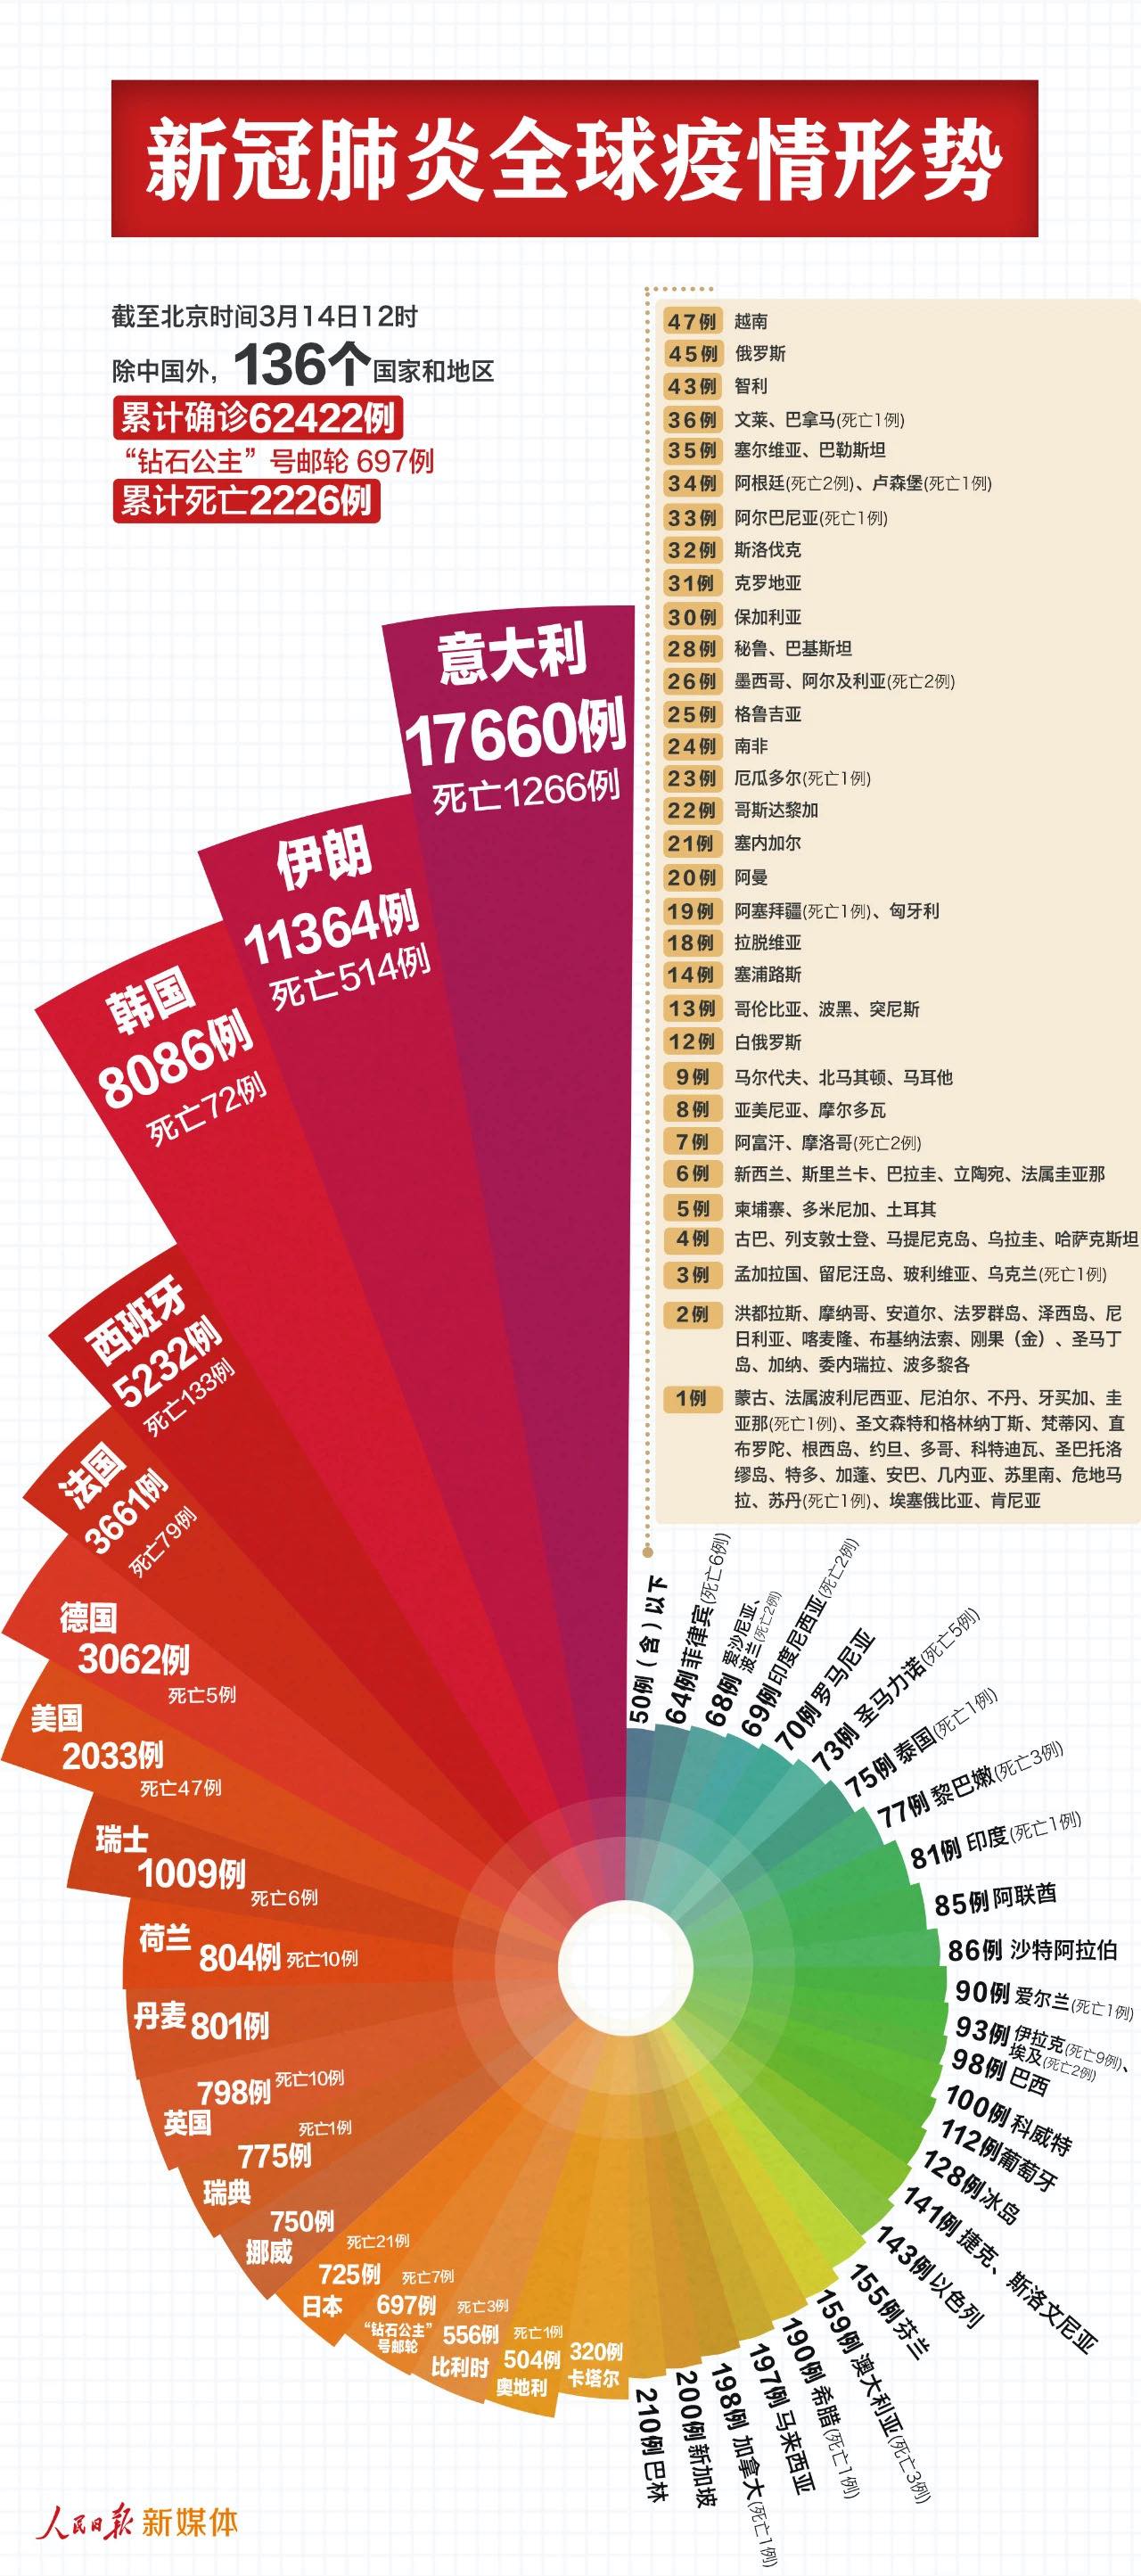 新冠肺炎全球疫情形势
截至北京时间3月14日12时
除中国外，136个国家和地区
累计确诊62422例
“钻石公主”号邮轮 697例
累计死亡2226例
47例 越南
45例 俄罗斯
43例 智利
36例 文莱、巴拿马(死亡1例)
35例 塞尔维亚、巴勒斯坦
34例 阿根廷(死亡2例)、卢森堡(死亡1例)
33例 阿尔巴尼亚(死亡1例)
32例 斯洛伐克
31例 克罗地亚
30例 保加利亚
28例 秘鲁、巴基斯坦
26例 墨西哥、阿尔及利亚(死亡2例)
25例 格鲁吉亚
24例 南非
23例 厄瓜多尔(死亡1例)
22例 哥斯达黎加
21例 塞内加尔
20例 阿曼
19例 阿塞拜疆(死亡1例)、匈牙利
18例 拉脱维亚
14例 塞浦路斯
13例 哥伦比亚、波黑、突尼斯
12例 白俄罗斯
9例 马尔代夫、北马其顿、马耳他
8例 亚美尼亚、摩尔多瓦
7例 阿富汗、摩洛哥(死亡2例)
6例 新西兰、斯里兰卡、巴拉圭、立陶宛、法属圭亚那
5例 柬埔寨、多米尼加、土耳其
4例 古巴、列支敦士登、马提尼克岛、乌拉圭、哈萨克斯坦
3例 孟加拉国、留尼汪岛、玻利维亚、乌克兰(死亡1例)
2例 洪都拉斯、摩纳哥、安道尔、法罗群岛、泽西岛、尼
日利亚、喀麦隆、布基纳法索、刚果（金）、圣马丁
岛、加纳、委内瑞拉、波多黎各
1例 蒙古、法属波利尼西亚、尼泊尔、不丹、牙买加、圭
亚那(死亡1例)、圣文森特和格林纳丁斯、梵蒂冈、直
布罗陀、根西岛、约旦、多哥、科特迪瓦、圣巴托洛
缪岛、特多、加蓬、安巴、几内亚、苏里南、危地马
拉、苏丹(死亡1例)、埃塞俄比亚、肯尼亚
意大利
17660例
死亡1266例
伊朗
11364例
死亡514例
韩国
8086例
死亡72例
西班牙
5232例
死亡133例
法国
3661例
死亡79例
德国
3062例
死亡5例
美国
2033例
死亡47例
瑞士
1009例
死亡6例
荷兰
804例 死亡10例
丹麦 801例
798例 死亡10例
英国
死亡1例
775例
瑞典
750例
挪威
死亡21例
725例
日本
死亡7例
697例
“钻石公主”
号邮轮
死亡3例
556例
比利时
死亡1例
504例
奥地利
320例
卡塔尔
210例 巴林
200例 新加坡
198例 加拿大(死亡1例)
197例 马来西亚
190例 希腊(死亡1例)
159例 澳大利亚(死亡3例)
155例 芬兰
143例 以色列
141例 捷克、斯洛文尼亚
128例 冰岛
112例 葡萄牙
100例 科威特
98例 巴西
93例 伊拉克(死亡9例)、
埃及(死亡2例)
90例 爱尔兰(死亡1例)
86例 沙特阿拉伯
85例 阿联酋
81例 印度(死亡1例)
77例 黎巴嫩(死亡3例)
75例 泰国(死亡1例)
73例 圣马力诺(死亡5例)
70例 罗马尼亚
69例 印度尼西亚(死亡2例)
68例 爱沙尼亚、
波兰(死亡2例)
64例 菲律宾(死亡6例)
50例（含）以下
人民日报 新媒体